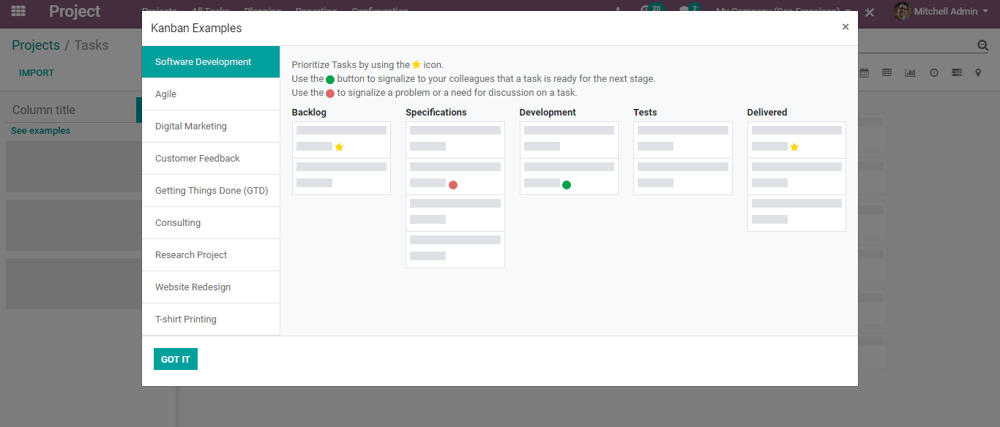 Project
Projects All Tasks Planning Reporting Configuration
20
2
My Company (San Francisco)
Mitchell Admin
Kanban Examples
×
Projects / Tasks
IMPORT
Column title
See examples
Software Development
Agile
Digital Marketing
Customer Feedback
Getting Things Done (GTD)
Consulting
Research Project
Website Redesign
T-shirt Printing
Prioritize Tasks by using the icon.
Use the button to signalize to your colleagues that a task is ready for the next stage.
Use the to signalize a problem or a need for discussion on a task.
Backlog Specifications Development Tests Delivered
GOT IT